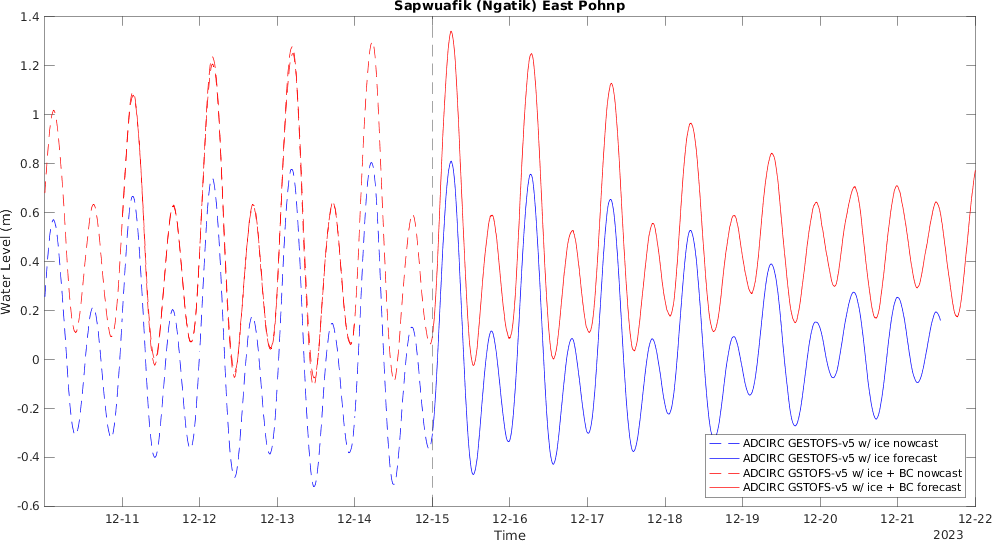 Sapwuafik (Ngatik) East Pohnp
1.4
1.2
1
0.8
0.6
0.4
0.2
0
-0.2
-0.4
-0.6
Water Level (m)
ADCIRC GESTOFS-v5 w/ ice nowcast
ADCIRC GESTOFS-v5 w/ ice forecast
ADCIRC GSTOFS-v5 w/ ice + BC nowcast
ADCIRC GSTOFS-v5 w/ ice + BC forecast
12-11 12-12 12-13 12-14 12-15 12-16 12-17 12-18 12-19 12-20 12-21 12-22
Time
2023